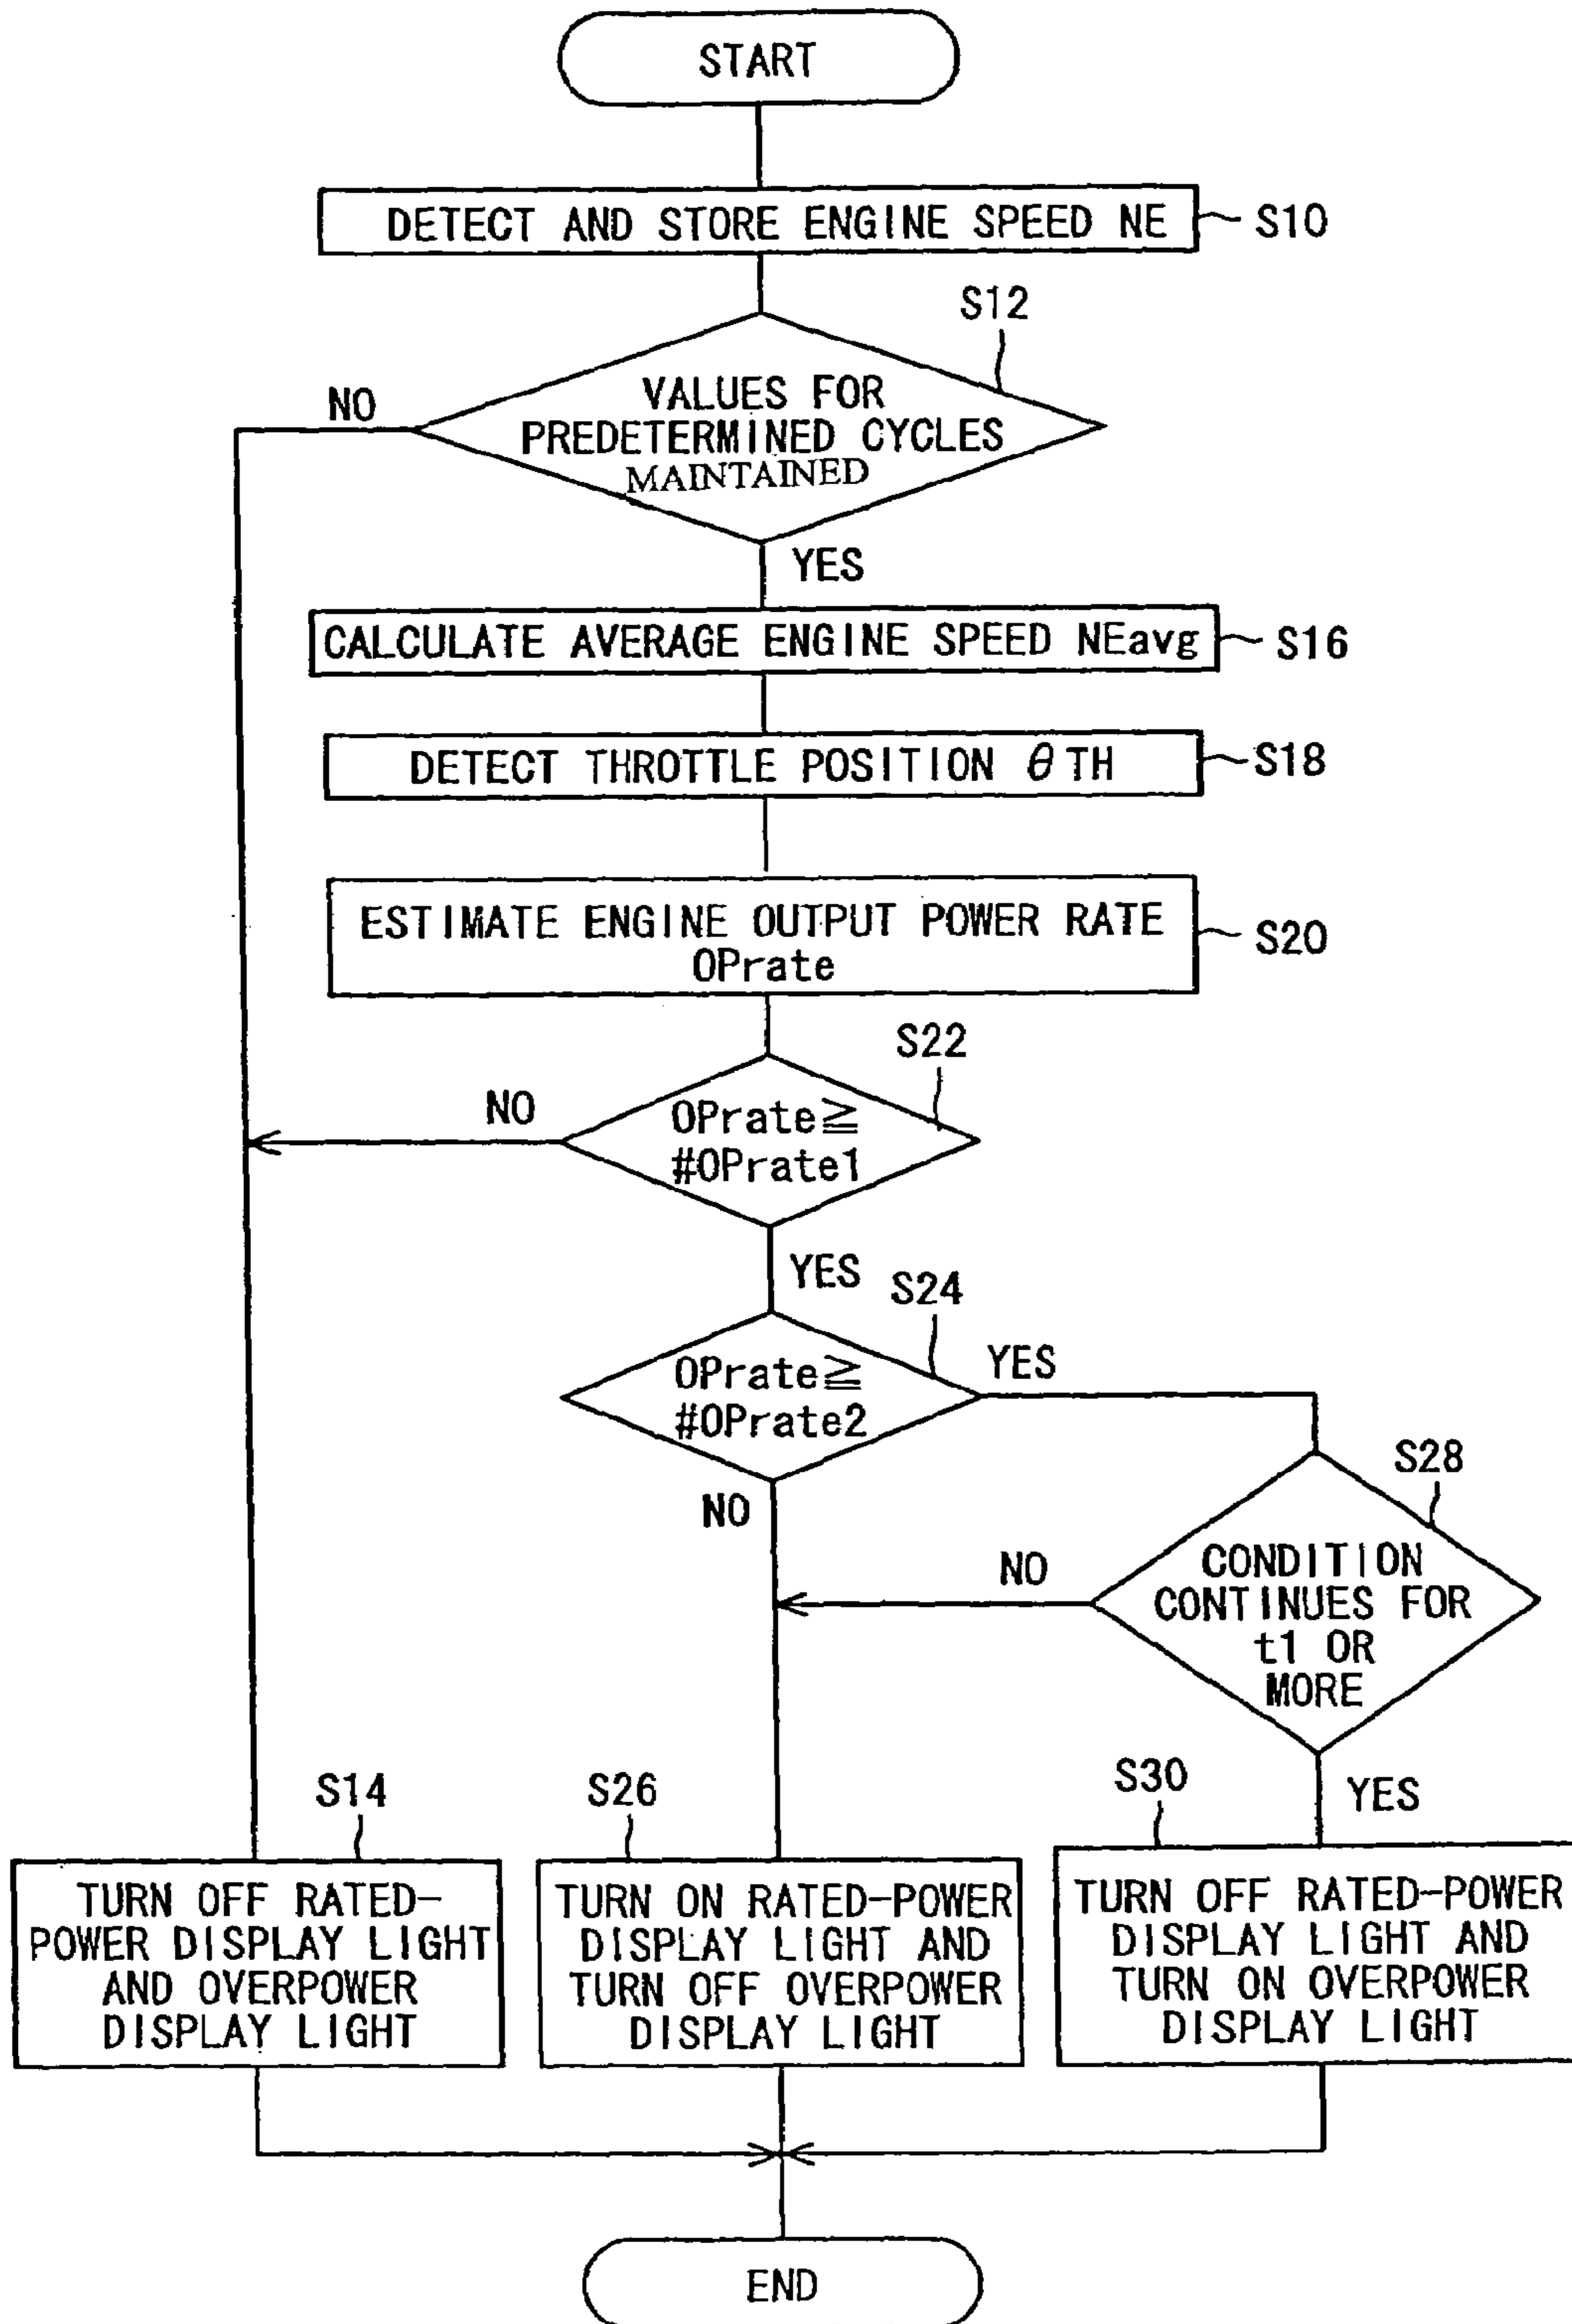 START
DETECT AND STORE ENGINE SPEED NE
S10
S12
VALUES FOR
PREDETERMINED CYCLES
MAINTAINED
NO
YES
CALCULATE AVERAGE ENGINE SPEED NEavg
S16
DETECT THROTTLE POSITION θTH
S18
ESTIMATE ENGINE OUTPUT POWER RATE
OPrate
S20
S22
OPrate≧
#OPrate1
NO
YES
S24
OPrate≧
#OPrate2
YES
NO
S28
CONDITION
CONTINUES FOR
t1 OR
MORE
NO
YES
S14
TURN OFF RATED-
POWER DISPLAY LIGHT
AND OVERPOWER
DISPLAY LIGHT
S26
TURN ON RATED-POWER
DISPLAY LIGHT AND
TURN OFF OVERPOWER
DISPLAY LIGHT
S30
TURN OFF RATED-POWER
DISPLAY LIGHT AND
TURN ON OVERPOWER
DISPLAY LIGHT
END